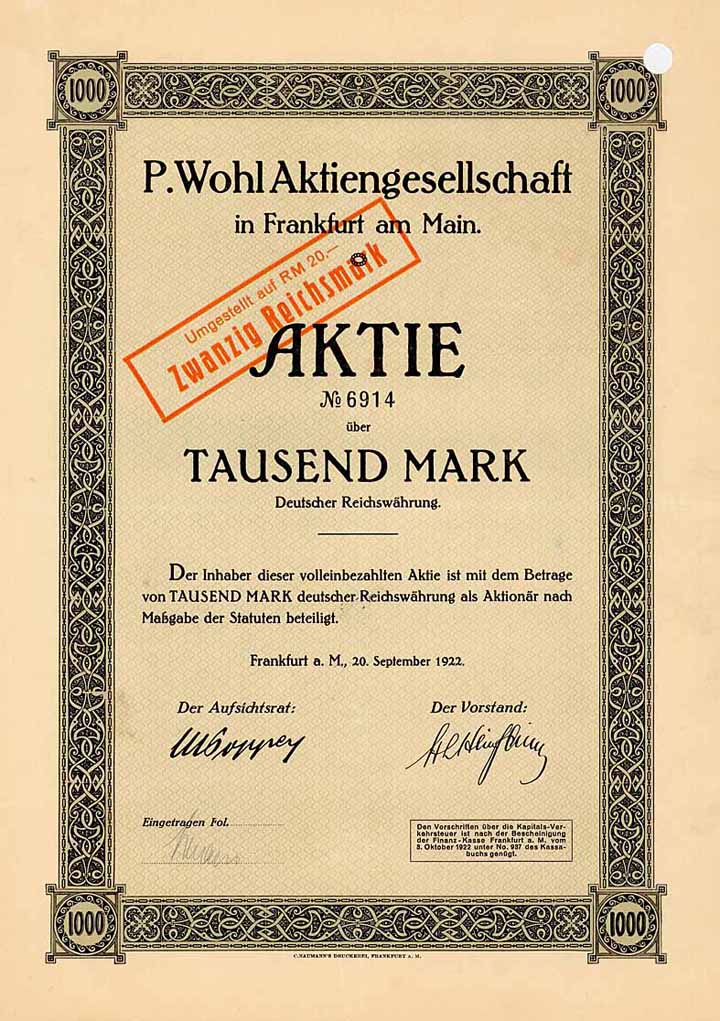 1000 1000
P. Wohl Aktiengesellschaft
in Frankfurt am Main.
Umgestellt auf RM 20.—
Zwanzig Reichsmark
AKTIE
№ 6914
über
TAUSEND MARK
Deutscher Reichswährung.
Der Inhaber dieser volleinbezahlten Aktie ist mit dem Betrage
von TAUSEND MARK deutscher Reichswährung als Aktionär nach
Maßgabe der Statuten beteiligt.
Frankfurt a. M., 20. September 1922.
Der Aufsichtsrat: Der Vorstand:
Eingetragen Fol.
Den Vorschriften über die Kapitals-Ver-
kehrsteuer ist nach der Bescheinigung
der Finanz-Kasse Frankfurt a. M. vom
3. Oktober 1922 unter No. 937 des Kassa-
buchs genügt.
1000 1000
C. NAUMANN'S DRUCKEREI, FRANKFURT A. M.